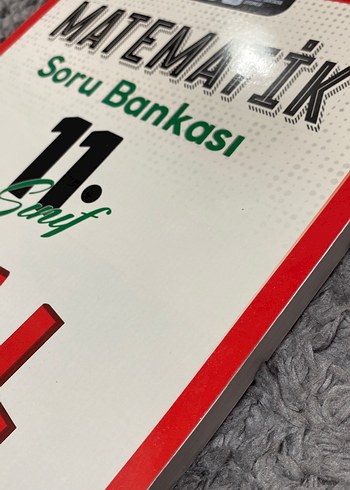 MATEMATİK
Soru Bankası
11.
Sınıf